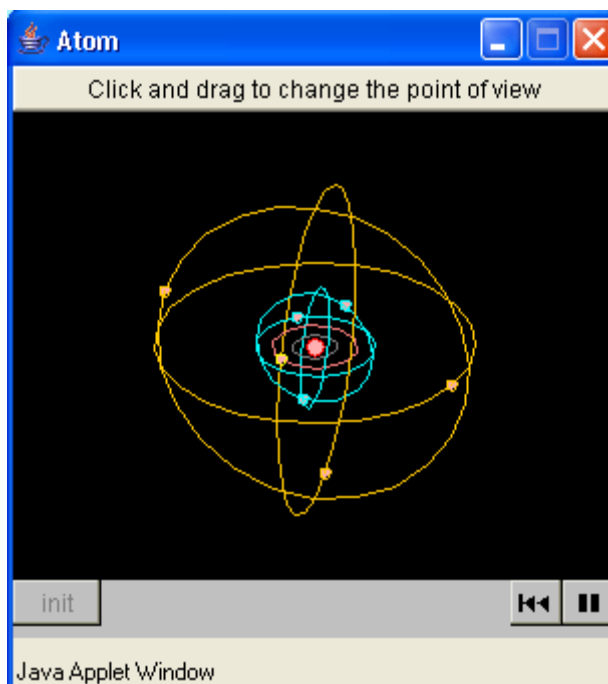 Atom
Click and drag to change the point of view
init
Java Applet Window